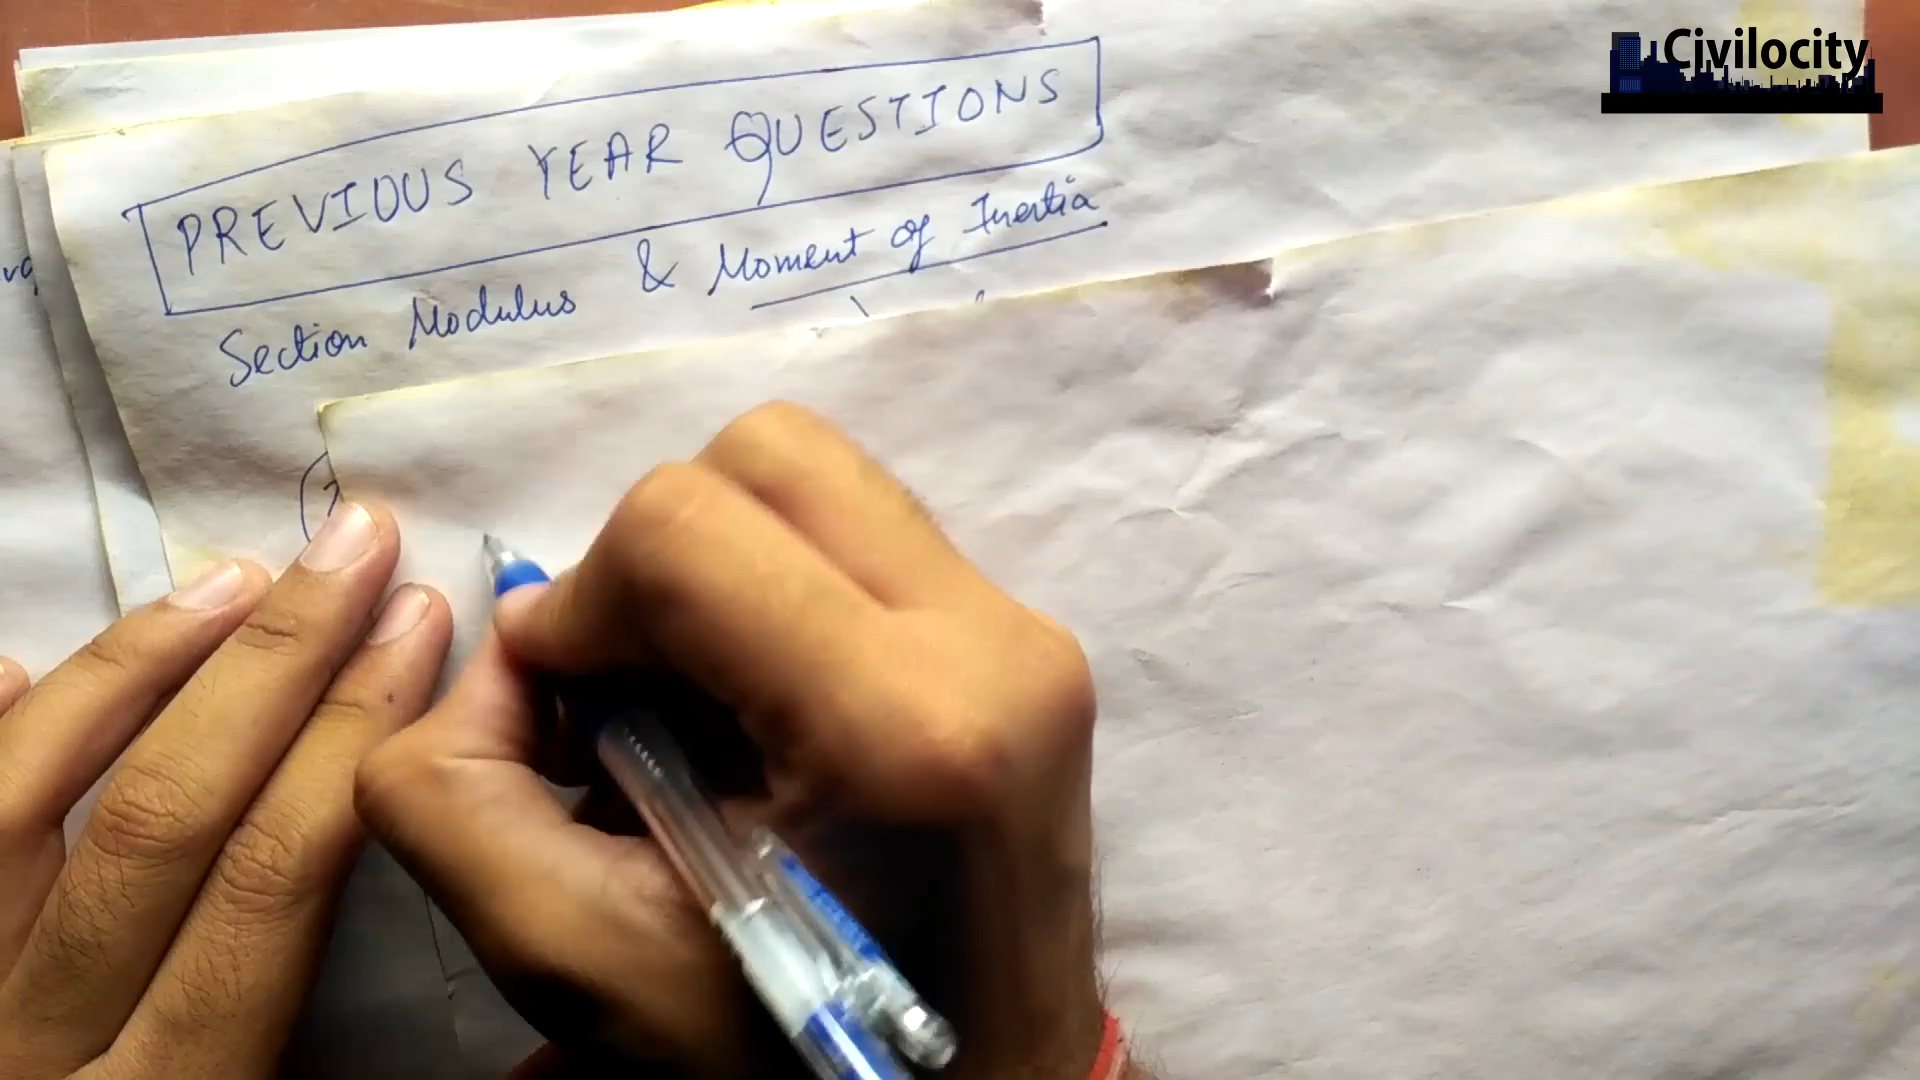 Civilocity
PREVIOUS YEAR QUESTIONS
Section Modulus & Moment of Inertia